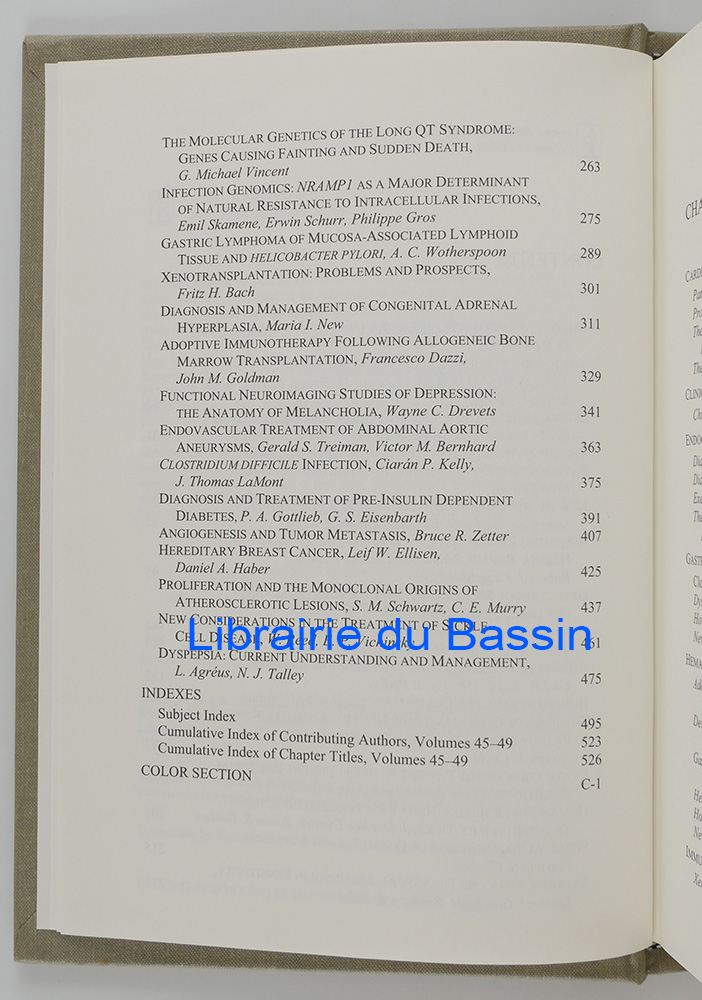 THE MOLECULAR GENETICS OF THE LONG QT SYNDROME:
GENES CAUSING FAINTING AND SUDDEN DEATH,
G. Michael Vincent 263
INFECTION GENOMICS: NRAMP1 AS A MAJOR DETERMINANT
OF NATURAL RESISTANCE TO INTRACELLULAR INFECTIONS,
Emil Skamene, Erwin Schurr, Philippe Gros 275
GASTRIC LYMPHOMA OF MUCOSA-ASSOCIATED LYMPHOID
TISSUE AND HELICOBACTER PYLORI, A. C. Wotherspoon 289
XENOTRANSPLANTATION: PROBLEMS AND PROSPECTS,
Fritz H. Bach 301
DIAGNOSIS AND MANAGEMENT OF CONGENITAL ADRENAL
HYPERPLASIA, Maria I. New 311
ADOPTIVE IMMUNOTHERAPY FOLLOWING ALLOGENEIC BONE
MARROW TRANSPLANTATION, Francesco Dazzi,
John M. Goldman 329
FUNCTIONAL NEUROIMAGING STUDIES OF DEPRESSION:
THE ANATOMY OF MELANCHOLIA, Wayne C. Drevets 341
ENDOVASCULAR TREATMENT OF ABDOMINAL AORTIC
ANEURYSMS, Gerald S. Treiman, Victor M. Bernhard 363
CLOSTRIDIUM DIFFICILE INFECTION, Ciarán P. Kelly,
J. Thomas LaMont 375
DIAGNOSIS AND TREATMENT OF PRE-INSULIN DEPENDENT
DIABETES, P. A. Gottlieb, G. S. Eisenbarth 391
ANGIOGENESIS AND TUMOR METASTASIS, Bruce R. Zetter 407
HEREDITARY BREAST CANCER, Leif W. Ellisen,
Daniel A. Haber 425
PROLIFERATION AND THE MONOCLONAL ORIGINS OF
ATHEROSCLEROTIC LESIONS, S. M. Schwartz, C. E. Murry 437
NEW CONSIDERATIONS IN THE TREATMENT OF SICKLE
CELL DISEASE, W. Reed, E. P. Vichinsky 461
Librairie du Bassin
DYSPEPSIA: CURRENT UNDERSTANDING AND MANAGEMENT,
L. Agréus, N. J. Talley 475
INDEXES
Subject Index 495
Cumulative Index of Contributing Authors, Volumes 45–49 523
Cumulative Index of Chapter Titles, Volumes 45–49 526
COLOR SECTION C-1